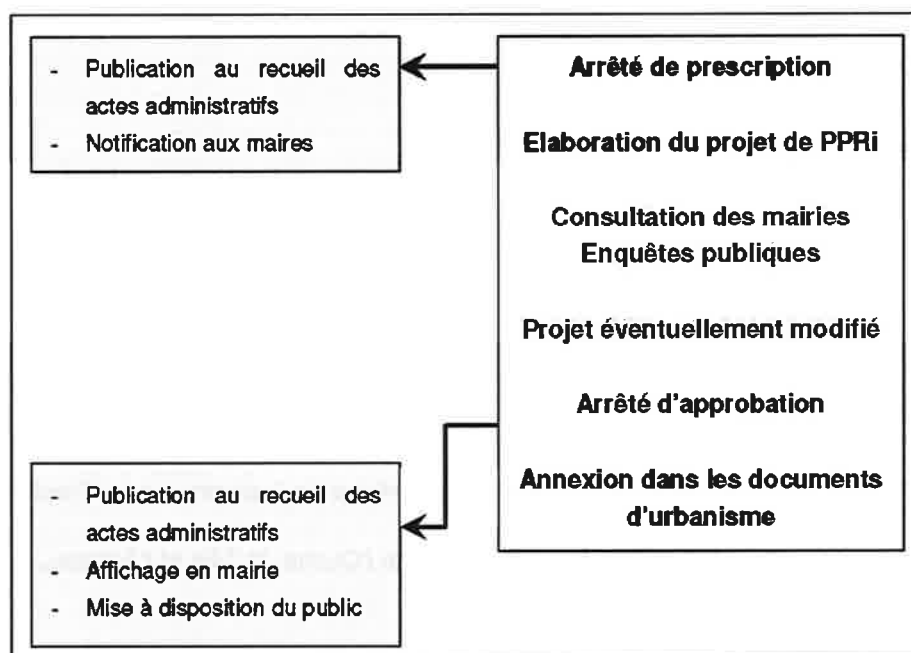 - Publication au recueil des
actes administratifs
- Notification aux maires
Arrêté de prescription
Elaboration du projet de PPRi
Consultation des mairies
Enquêtes publiques
Projet éventuellement modifié
Arrêté d'approbation
Annexion dans les documents
d'urbanisme
- Publication au recueil des
actes administratifs
- Affichage en mairie
- Mise à disposition du public